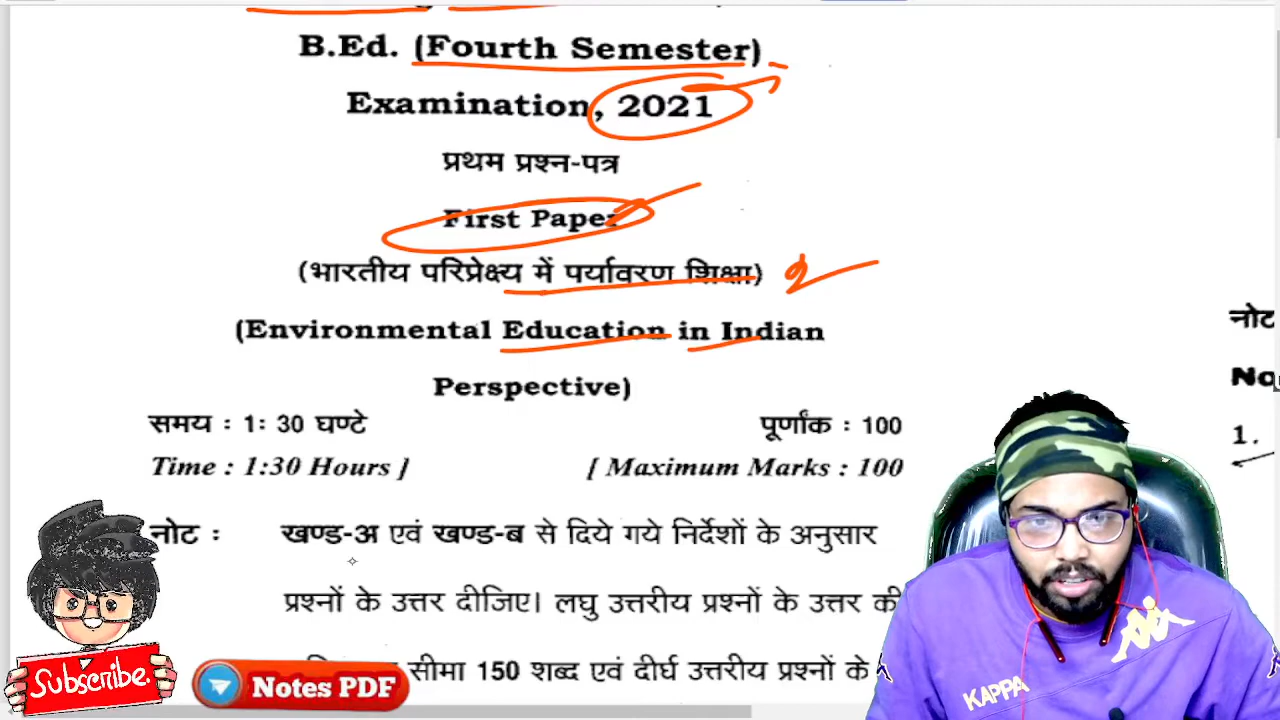 B.Ed. (Fourth Semester)
Examination, 2021
प्रथम प्रश्न-पत्र
First Paper
(भारतीय परिप्रेक्ष्य में पर्यावरण शिक्षा)
(Environmental Education in Indian
Perspective)
समय : 1: 30 घण्टे पूर्णांक : 100
Time : 1:30 Hours ] [ Maximum Marks : 100
नोट : खण्ड-अ एवं खण्ड-ब से दिये गये निर्देशों के अनुसार
प्रश्नों के उत्तर दीजिए। लघु उत्तरीय प्रश्नों के उत्तर की
सीमा 150 शब्द एवं दीर्घ उत्तरीय प्रश्नों के
नोट
1.
Subscribe.
Notes PDF
KAPPA